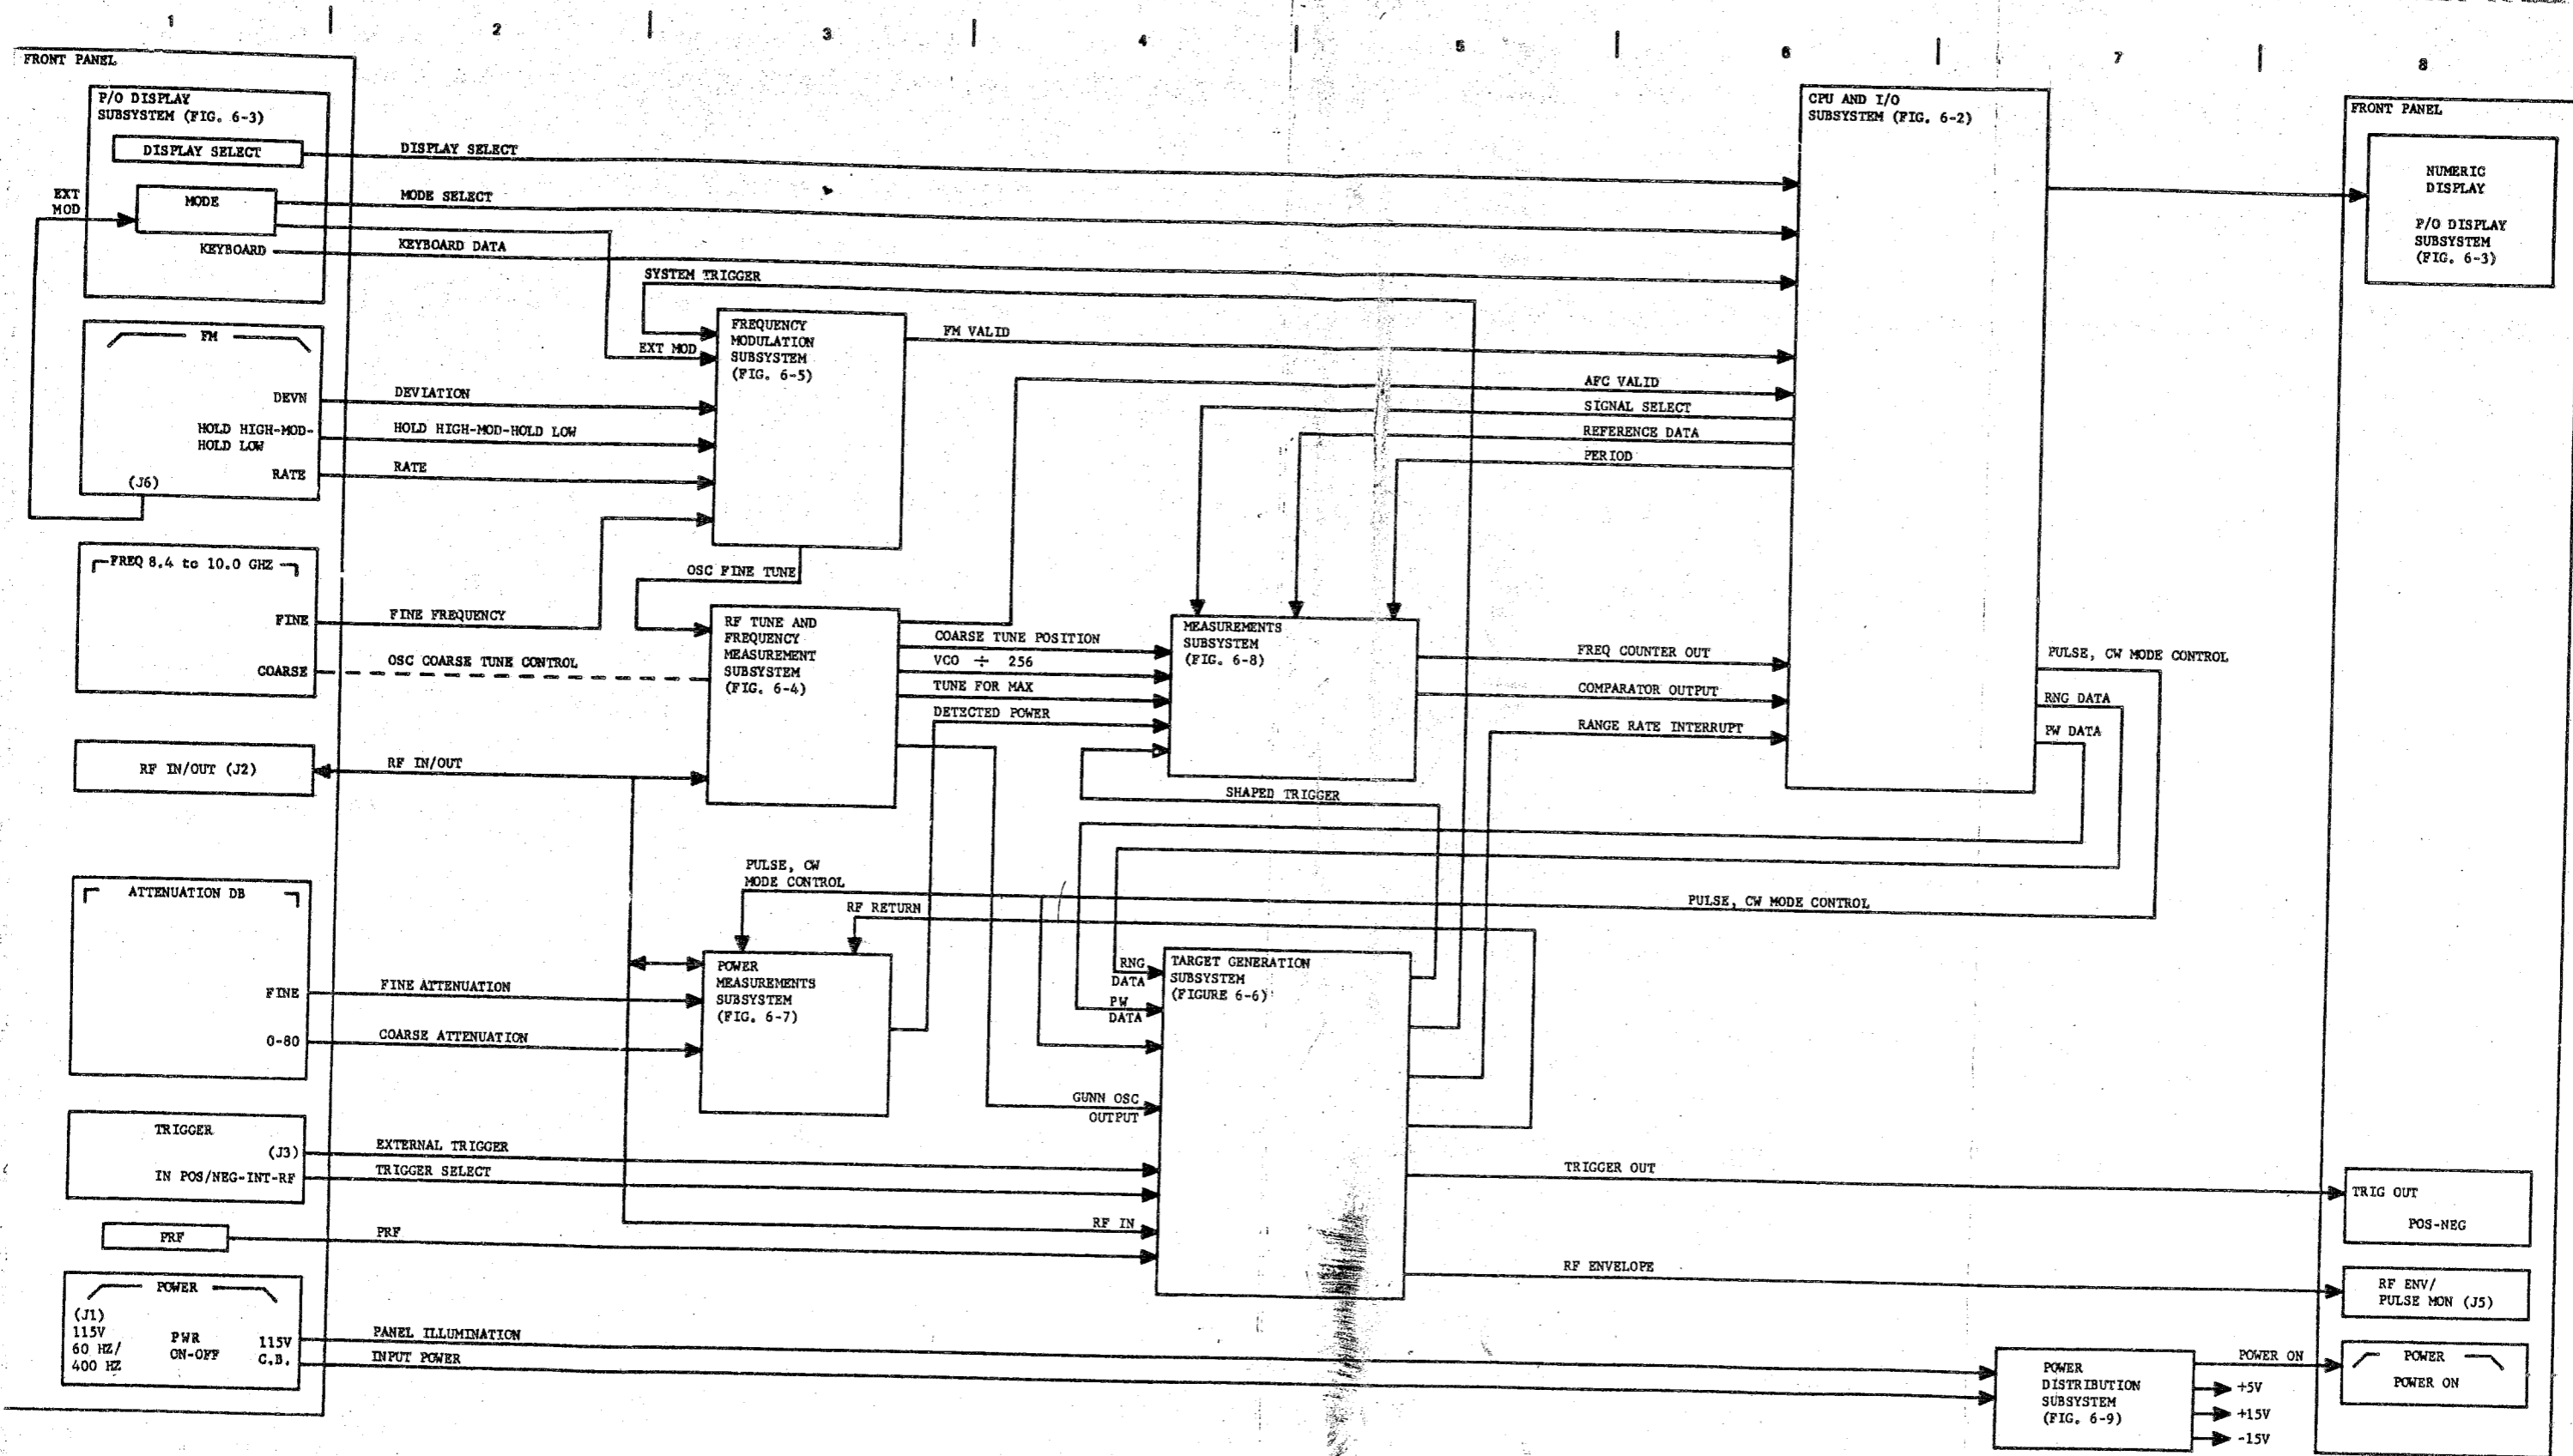 1
2
3
4
5
6
7
8
FRONT PANEL
P/O DISPLAY
SUBSYSTEM (FIG. 6-3)
DISPLAY SELECT
EXT
MOD
MODE
KEYBOARD
DISPLAY SELECT
MODE SELECT
KEYBOARD DATA
SYSTEM TRIGGER
EXT MOD
FM
DEVN
HOLD HIGH-MOD-
HOLD LOW
RATE
(J6)
DEVIATION
HOLD HIGH-MOD-HOLD LOW
RATE
FREQUENCY
MODULATION
SUBSYSTEM
(FIG. 6-5)
FM VALID
AFC VALID
SIGNAL SELECT
REFERENCE DATA
PERIOD
CPU AND I/O
SUBSYSTEM (FIG. 6-2)
FRONT PANEL
NUMERIC
DISPLAY
P/O DISPLAY
SUBSYSTEM
(FIG. 6-3)
FREQ 8.4 to 10.0 GHZ
FINE
COARSE
FINE FREQUENCY
OSC COARSE TUNE CONTROL
OSC FINE TUNE
RF TUNE AND
FREQUENCY
MEASUREMENT
SUBSYSTEM
(FIG. 6-4)
COARSE TUNE POSITION
VCO ÷ 256
TUNE FOR MAX
DETECTED POWER
MEASUREMENTS
SUBSYSTEM
(FIG. 6-8)
FREQ COUNTER OUT
COMPARATOR OUTPUT
RANGE RATE INTERRUPT
PULSE, CW MODE CONTROL
RNG DATA
PW DATA
RF IN/OUT (J2)
RF IN/OUT
SHAPED TRIGGER
PULSE, CW
MODE CONTROL
RF RETURN
PULSE, CW MODE CONTROL
ATTENUATION DB
FINE
0-80
FINE ATTENUATION
COARSE ATTENUATION
POWER
MEASUREMENTS
SUBSYSTEM
(FIG. 6-7)
RNG
DATA
PW
DATA
TARGET GENERATION
SUBSYSTEM
(FIGURE 6-6)
GUNN OSC
OUTPUT
TRIGGER
(J3)
IN POS/NEG-INT-RF
EXTERNAL TRIGGER
TRIGGER SELECT
RF IN
TRIGGER OUT
TRIG OUT
POS-NEG
PRF
PRF
RF ENVELOPE
RF ENV/
PULSE MON (J5)
POWER
(J1)
115V
60 HZ/
400 HZ
PWR
ON-OFF
115V
C.B.
PANEL ILLUMINATION
INPUT POWER
POWER
DISTRIBUTION
SUBSYSTEM
(FIG. 6-9)
POWER ON
+5V
+15V
-15V
POWER
POWER ON